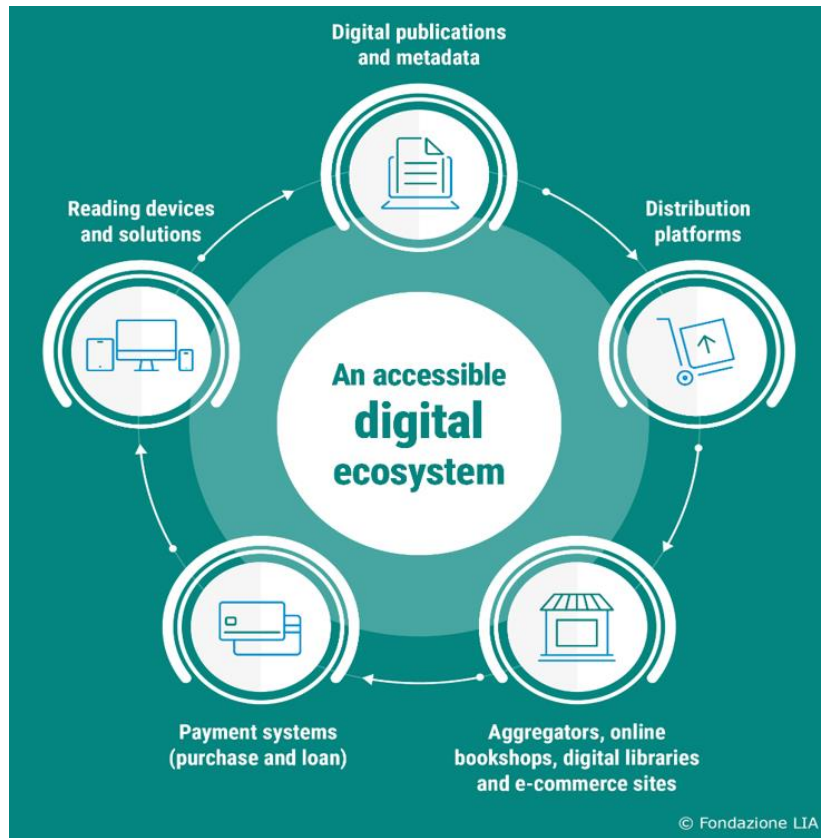 Digital publications
and metadata
Reading devices
and solutions
Distribution
platforms
An accessible
digital
ecosystem
Payment systems
(purchase and loan)
Aggregators, online
bookshops, digital libraries
and e-commerce sites
© Fondazione LIA